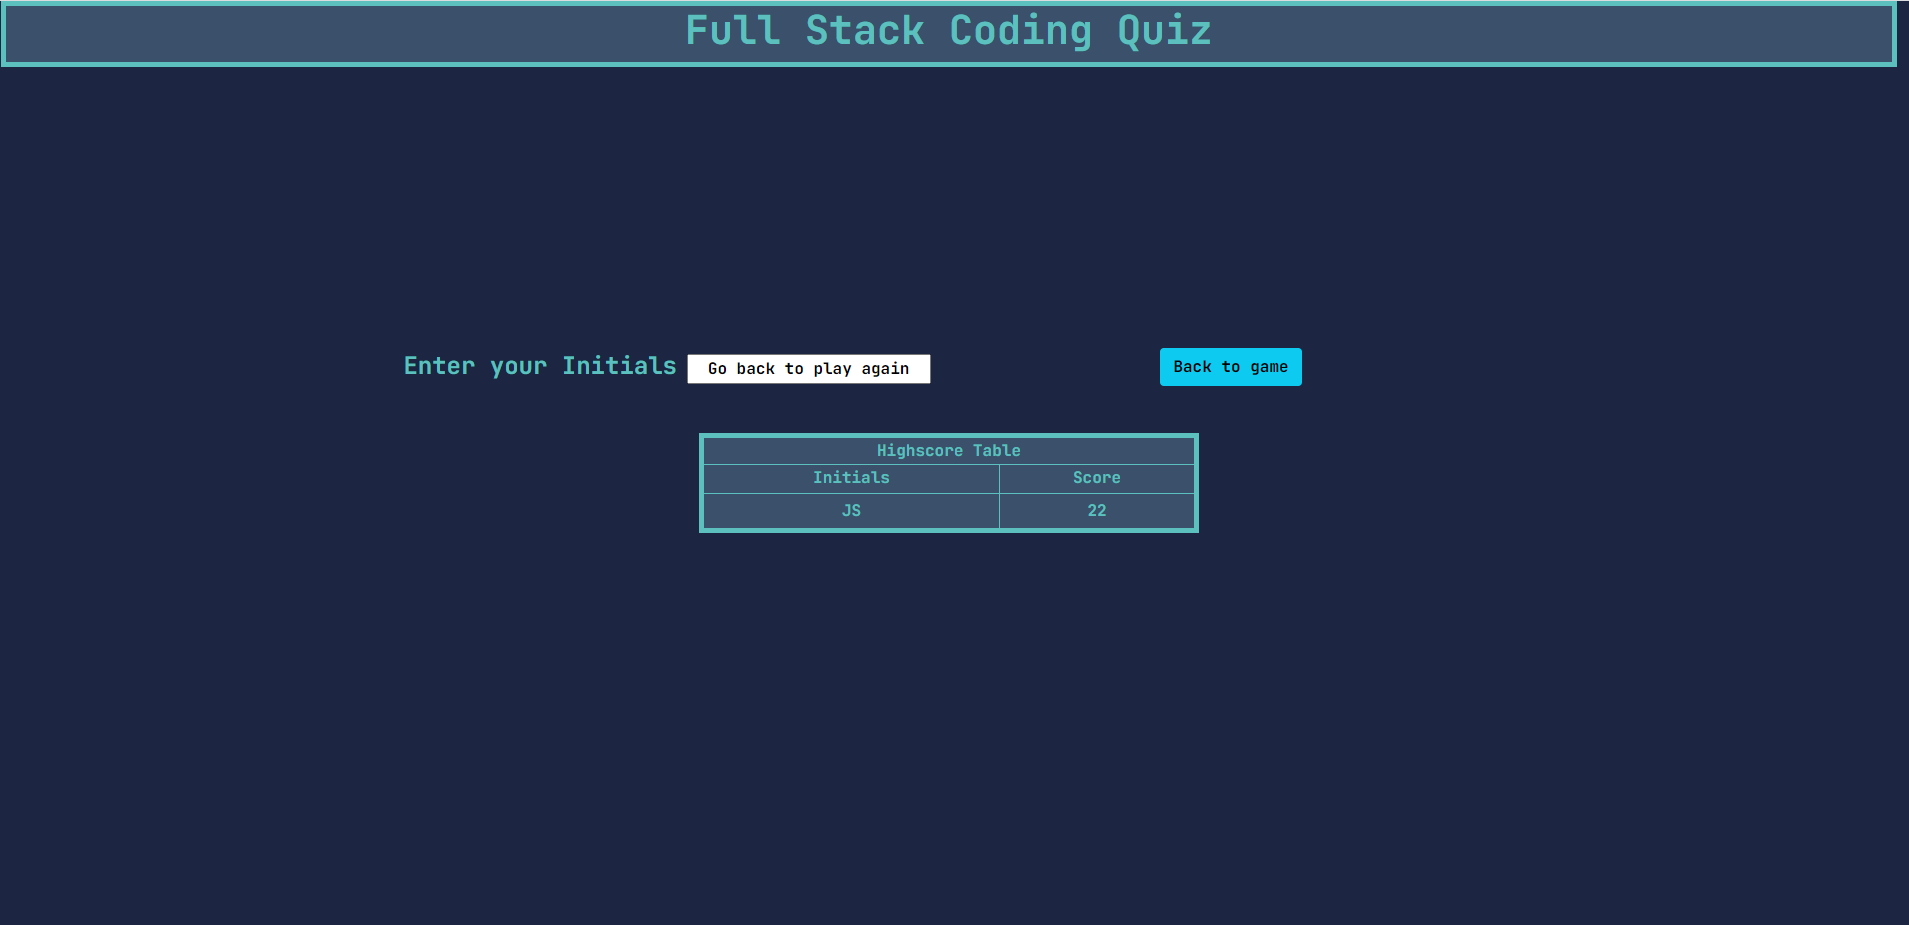 Full Stack Coding Quiz
Enter your Initials Go back to play again Back to game
Highscore Table
Initials Score
JS 22